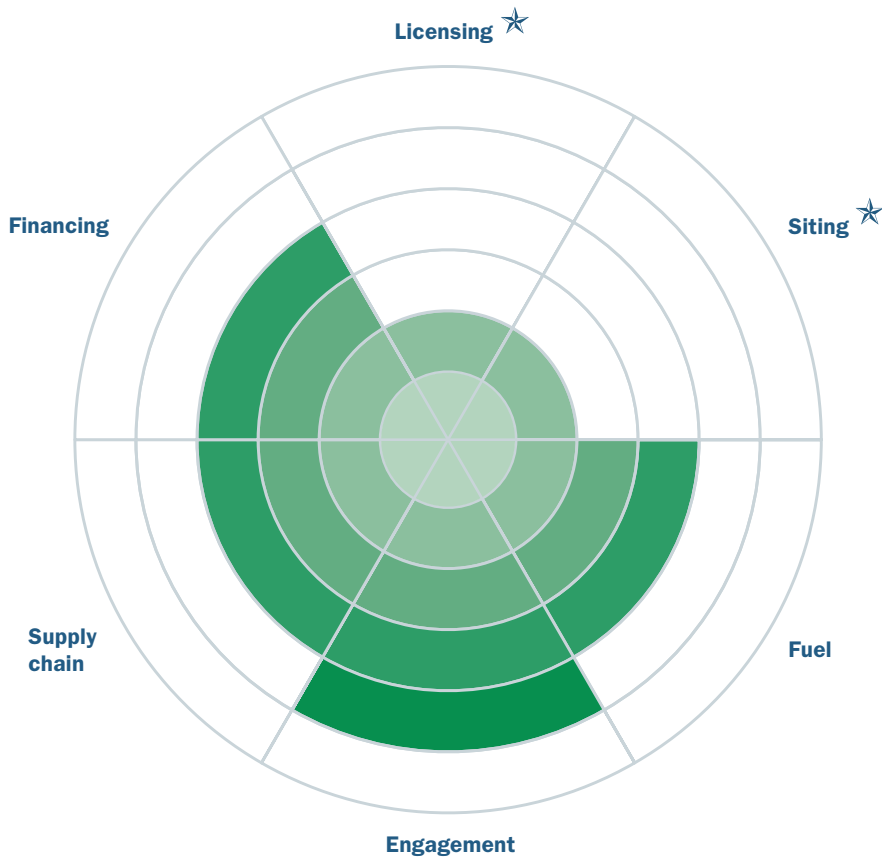 Licensing
Financing
Siting
Supply
chain
Fuel
Engagement